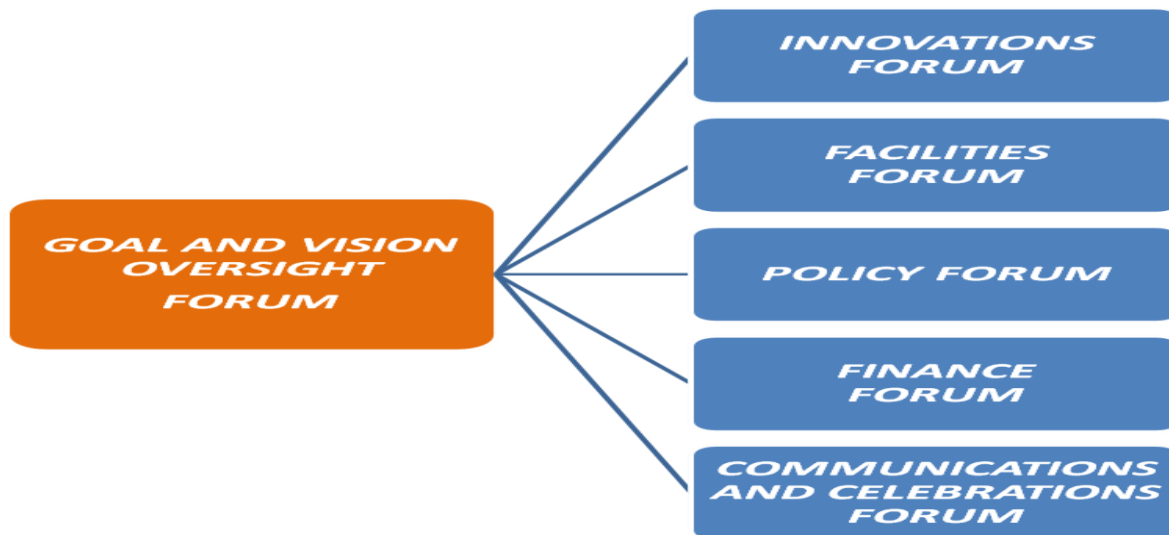 GOAL AND VISION
OVERSIGHT
FORUM
INNOVATIONS
FORUM
FACILITIES
FORUM
POLICY FORUM
FINANCE
FORUM
COMMUNICATIONS
AND CELEBRATIONS
FORUM